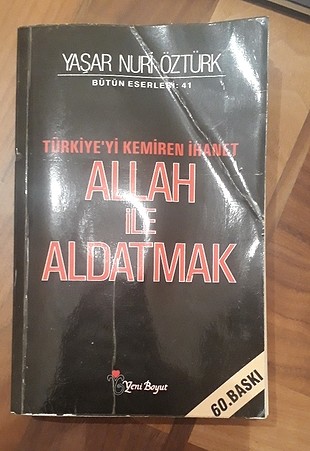 YAŞAR NURİ ÖZTÜRK
BÜTÜN ESERLERİ: 41
TÜRKİYE'Yİ KEMİREN İHANET
ALLAH
İLE
ALDATMAK
Yeni Boyut
60. BASKI